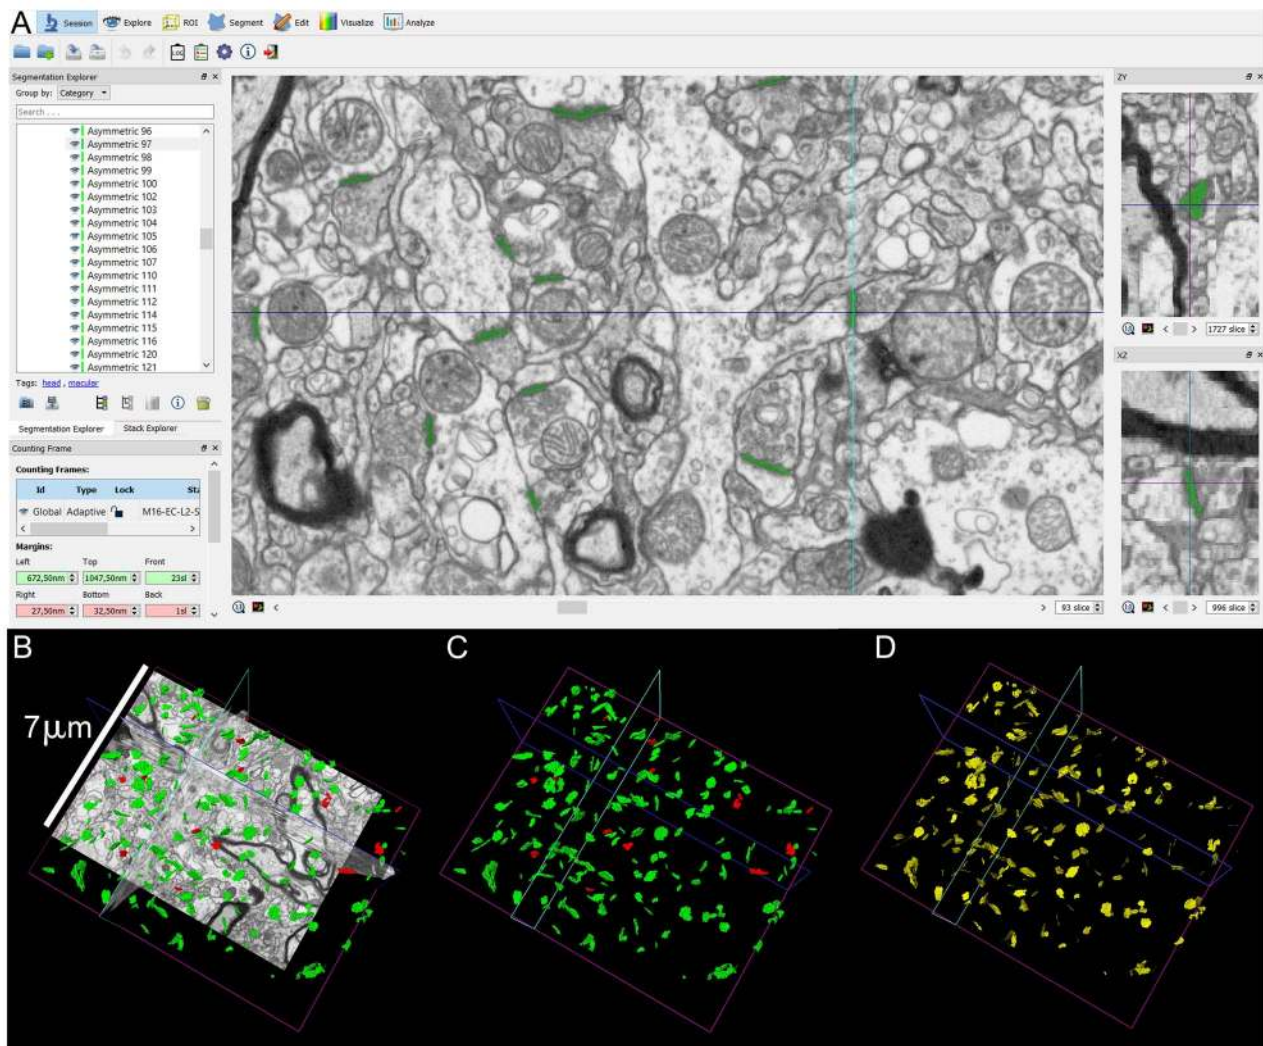 A
Session Explore ROI Segment Edit Visualize Analyze
LOG
Segmentation Explorer
Group by: Category
Search . . .
Asymmetric 96
Asymmetric 97
Asymmetric 98
Asymmetric 99
Asymmetric 100
Asymmetric 102
Asymmetric 103
Asymmetric 104
Asymmetric 105
Asymmetric 106
Asymmetric 107
Asymmetric 110
Asymmetric 111
Asymmetric 112
Asymmetric 114
Asymmetric 115
Asymmetric 116
Asymmetric 120
Asymmetric 121
Tags: head , macular
Segmentation Explorer Stack Explorer
Counting Frame
Counting Frames:
Id Type Lock
Global Adaptive M16-EC-L2-S
Margins:
Left Top Front
672,50nm 1047,50nm 23sl
Right Bottom Back
27,50nm 32,50nm 1sl
93 slice
ZY
1727 slice
XZ
996 slice
B
7μm
C
D